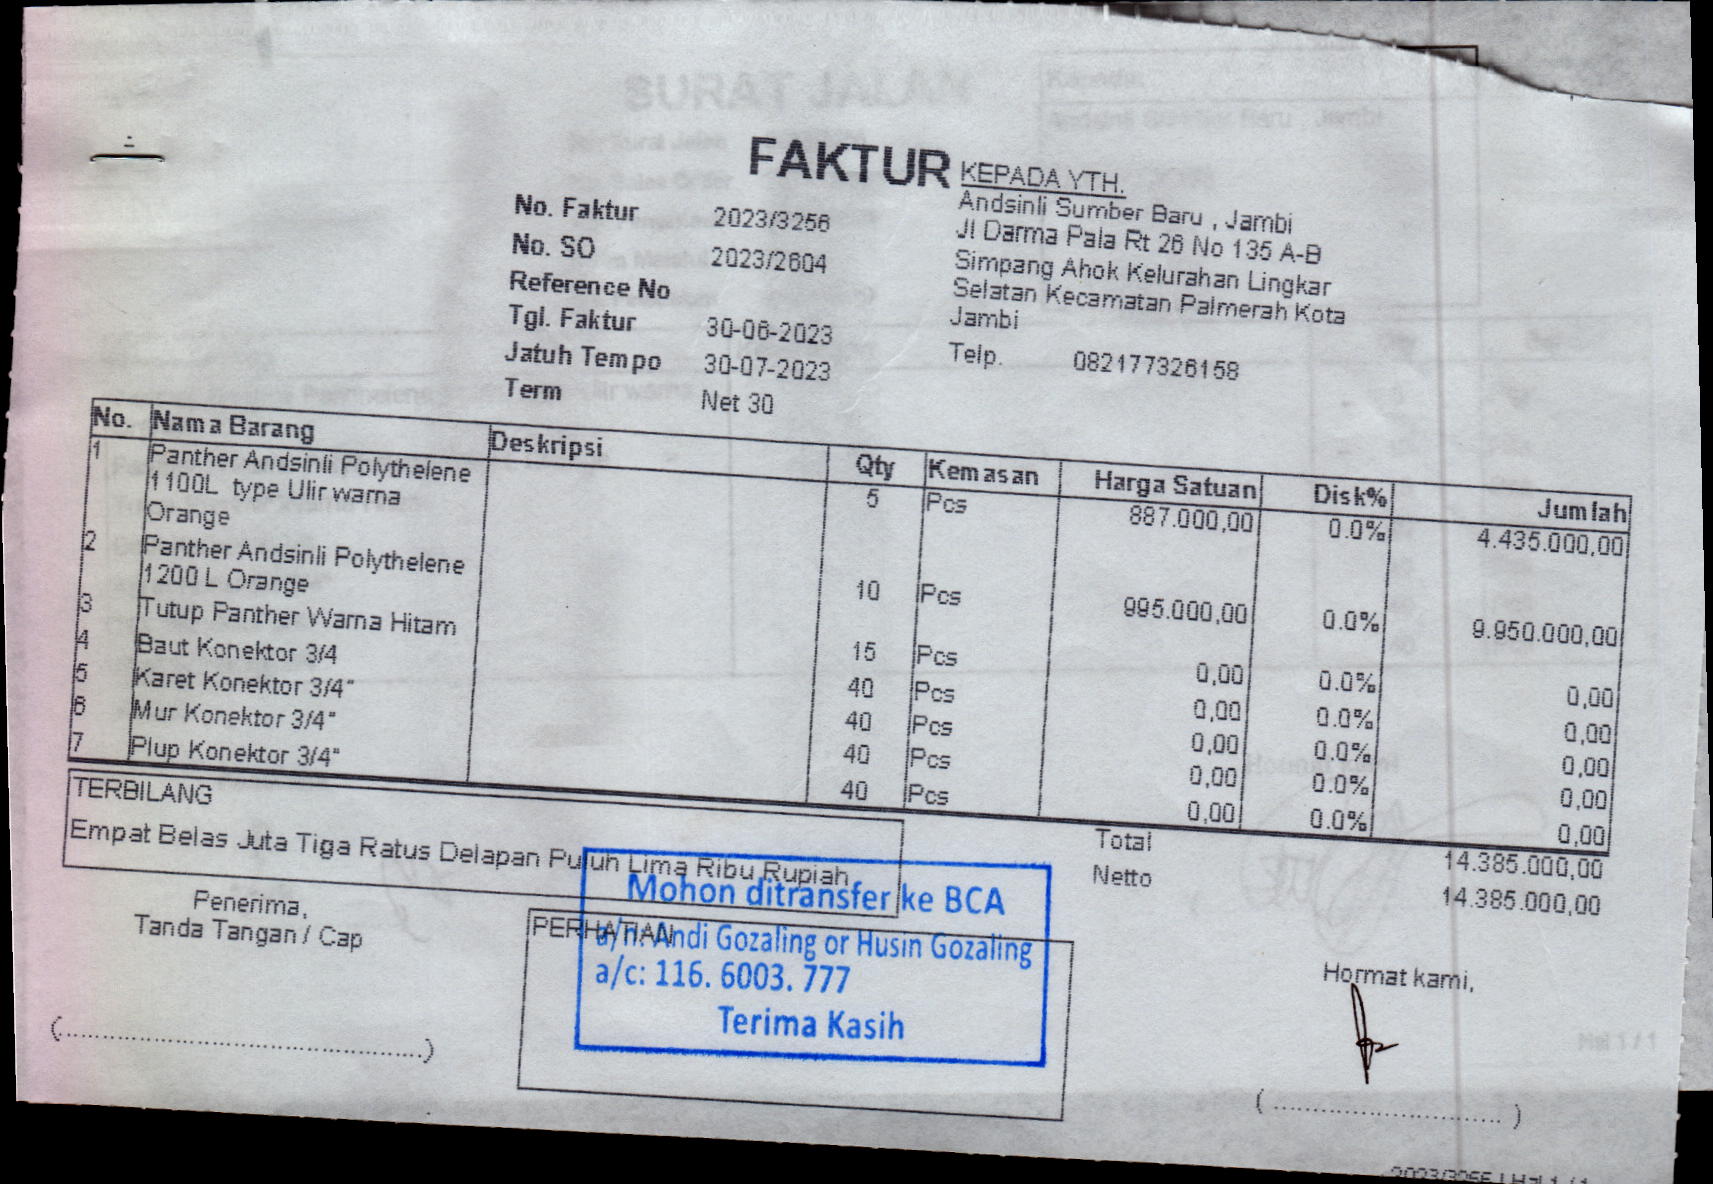 FAKTUR
KEPADA YTH.
Andsinli Sumber Baru , Jambi
Jl Darma Pala Rt 26 No 135 A-B
Simpang Ahok Kelurahan Lingkar
Selatan Kecamatan Palmerah Kota
Jambi
Telp. 082177326158
No. Faktur 2023/3256
No. SO 2023/2604
Reference No
Tgl. Faktur 30-06-2023
Jatuh Tempo 30-07-2023
Term Net 30
No. Nama Barang Deskripsi Qty Kemasan Harga Satuan Disk% Jumlah
1 Panther Andsinli Polythelene 5 Pcs 887.000,00 0.0% 4.435.000,00
1100L type Ulir warna
Orange
2 Panther Andsinli Polythelene 10 Pcs 995.000,00 0.0% 9.950.000,00
1200 L Orange
3 Tutup Panther Warna Hitam 15 Pcs 0,00 0.0% 0,00
4 Baut Konektor 3/4 40 Pcs 0,00 0.0% 0,00
5 Karet Konektor 3/4" 40 Pcs 0,00 0.0% 0,00
6 Mur Konektor 3/4" 40 Pcs 0,00 0.0% 0,00
7 Plup Konektor 3/4" 40 Pcs 0,00 0.0% 0,00
TERBILANG
Empat Belas Juta Tiga Ratus Delapan Puluh Lima Ribu Rupiah
Total 14.385.000,00
Netto 14.385.000,00
Penerima,
Tanda Tangan / Cap
(..............................................)
PERHATIAN
Mohon ditransfer ke BCA
a/n. Andi Gozaling or Husin Gozaling
a/c: 116. 6003. 777
Terima Kasih
Hormat kami,
( ............................. )
SURAT JALAN
Kepada:
Andsinli Sumber Baru , Jambi
Hal 1 / 1